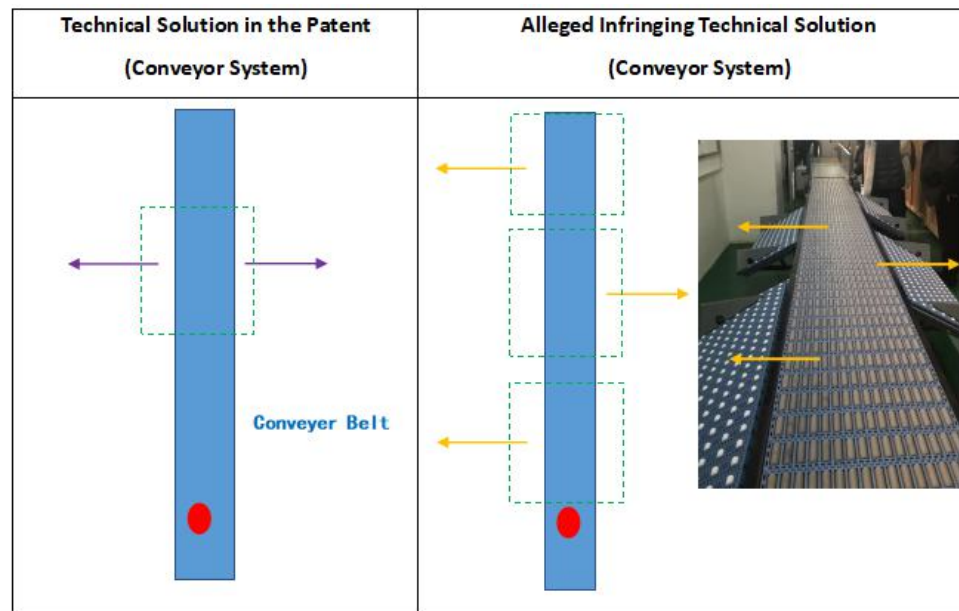 Technical Solution in the Patent
(Conveyor System)
Alleged Infringing Technical Solution
(Conveyor System)
Conveyer Belt